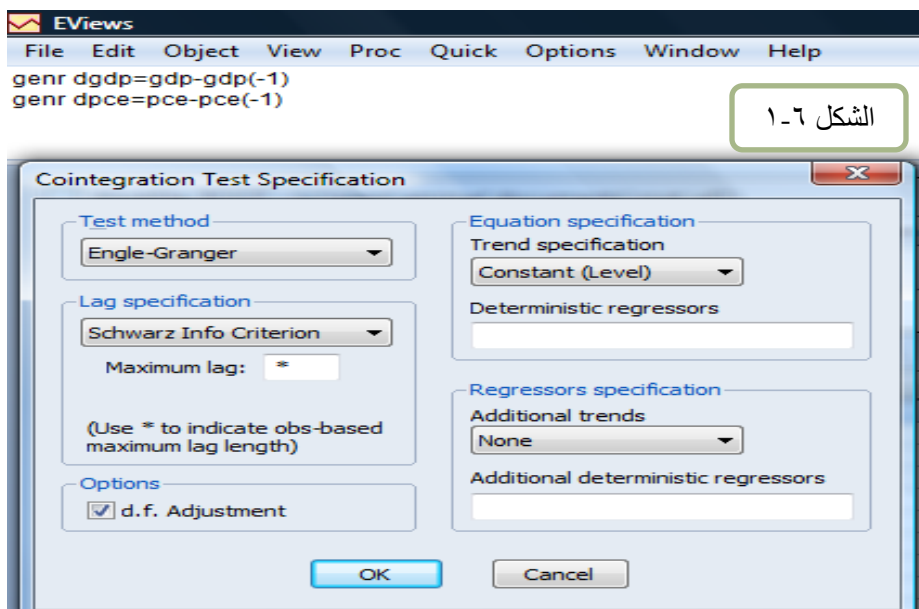 EViews
File Edit Object View Proc Quick Options Window Help
genr dgdp=gdp-gdp(-1)
genr dpce=pce-pce(-1)
الشكل ٦-١
Cointegration Test Specification
Test method
Engle-Granger
Lag specification
Schwarz Info Criterion
Maximum lag: *
(Use * to indicate obs-based
maximum lag length)
Options
d.f. Adjustment
Equation specification
Trend specification
Constant (Level)
Deterministic regressors
Regressors specification
Additional trends
None
Additional deterministic regressors
OK Cancel